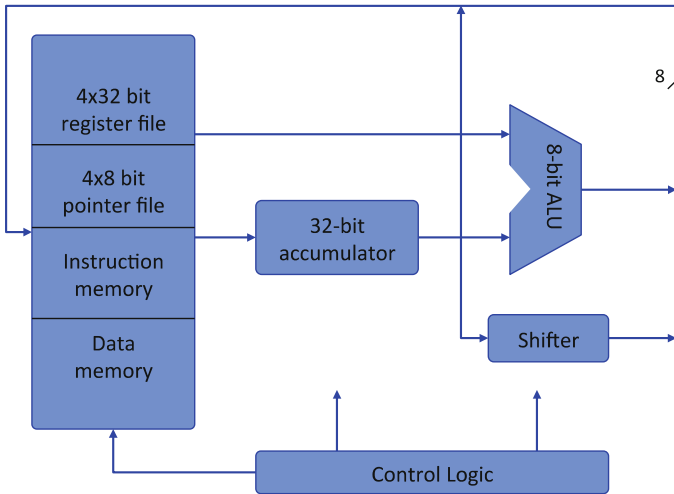 4x32 bit
register file
4x8 bit
pointer file
Instruction
memory
Data
memory
32-bit
accumulator
8-bit ALU
8
Shifter
Control Logic